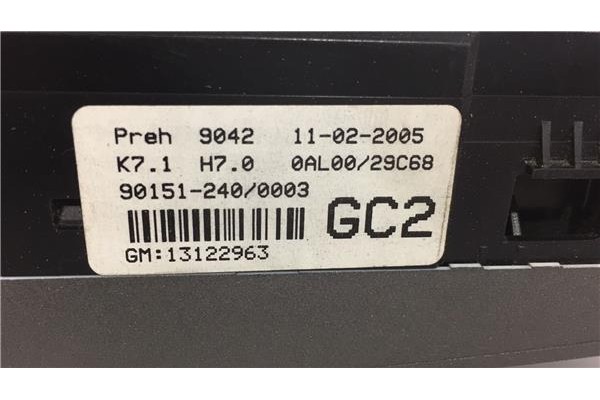 Preh 9042 11-02-2005
K7.1 H7.0 0AL00/29C68
90151-240/0003
GC2
GM:13122963